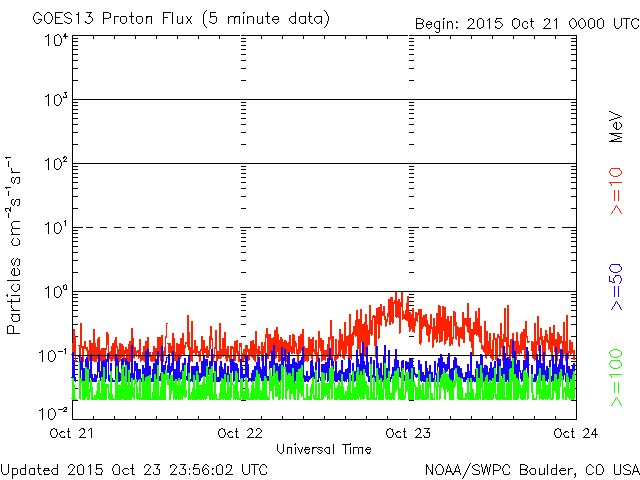 GOES13 Proton Flux (5 minute data)
Begin: 2015 Oct 21 0000 UTC
10⁴
10³
10²
10¹
10⁰
10⁻¹
10⁻²
Particles cm⁻²s⁻¹sr⁻¹
MeV
>=10
>=50
>=100
Oct 21
Oct 22
Oct 23
Oct 24
Universal Time
Updated 2015 Oct 23 23:56:02 UTC
NOAA/SWPC Boulder, CO USA